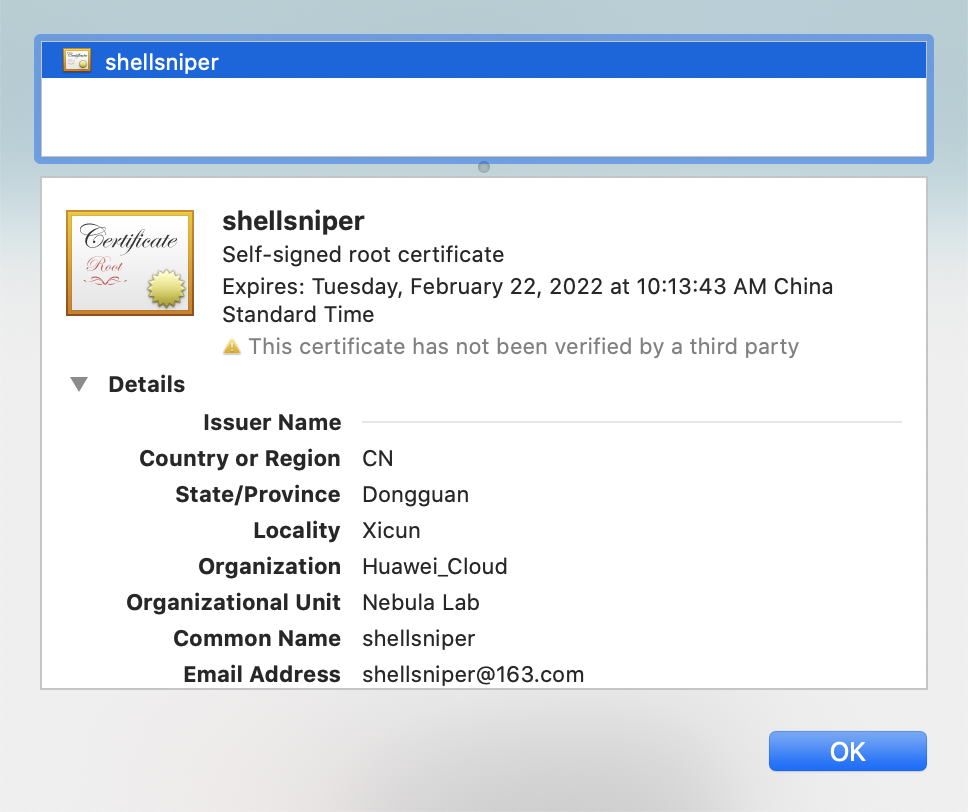 shellsniper
Certificate
Root
shellsniper
Self-signed root certificate
Expires: Tuesday, February 22, 2022 at 10:13:43 AM China
Standard Time
This certificate has not been verified by a third party
Details
Issuer Name
Country or Region CN
State/Province Dongguan
Locality Xicun
Organization Huawei_Cloud
Organizational Unit Nebula Lab
Common Name shellsniper
Email Address shellsniper@163.com
OK